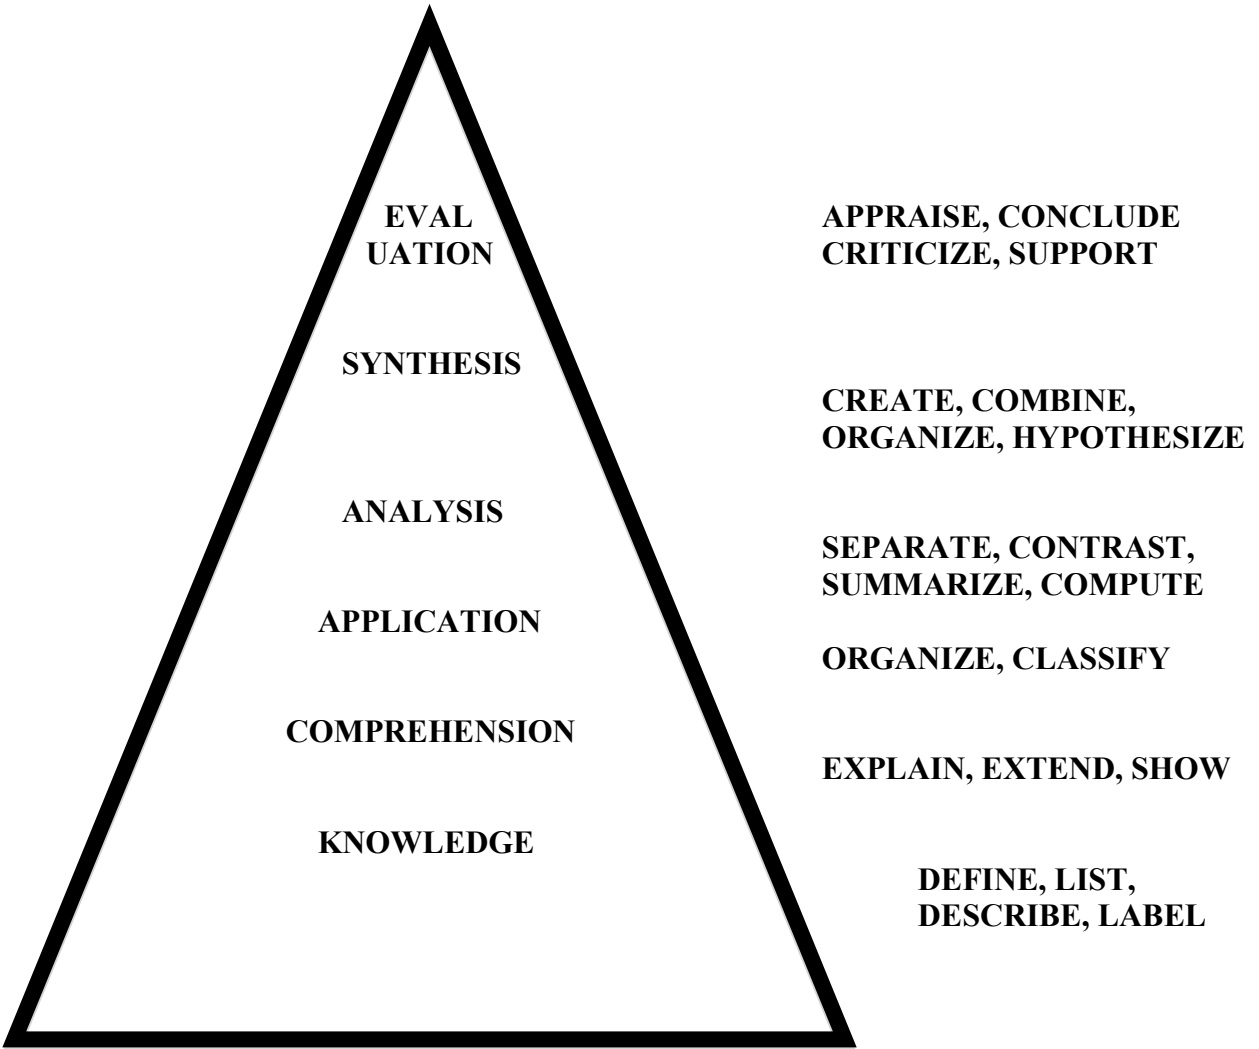 EVAL
UATION
APPRAISE, CONCLUDE
CRITICIZE, SUPPORT
SYNTHESIS
CREATE, COMBINE,
ORGANIZE, HYPOTHESIZE
ANALYSIS
SEPARATE, CONTRAST,
SUMMARIZE, COMPUTE
APPLICATION
ORGANIZE, CLASSIFY
COMPREHENSION
EXPLAIN, EXTEND, SHOW
KNOWLEDGE
DEFINE, LIST,
DESCRIBE, LABEL